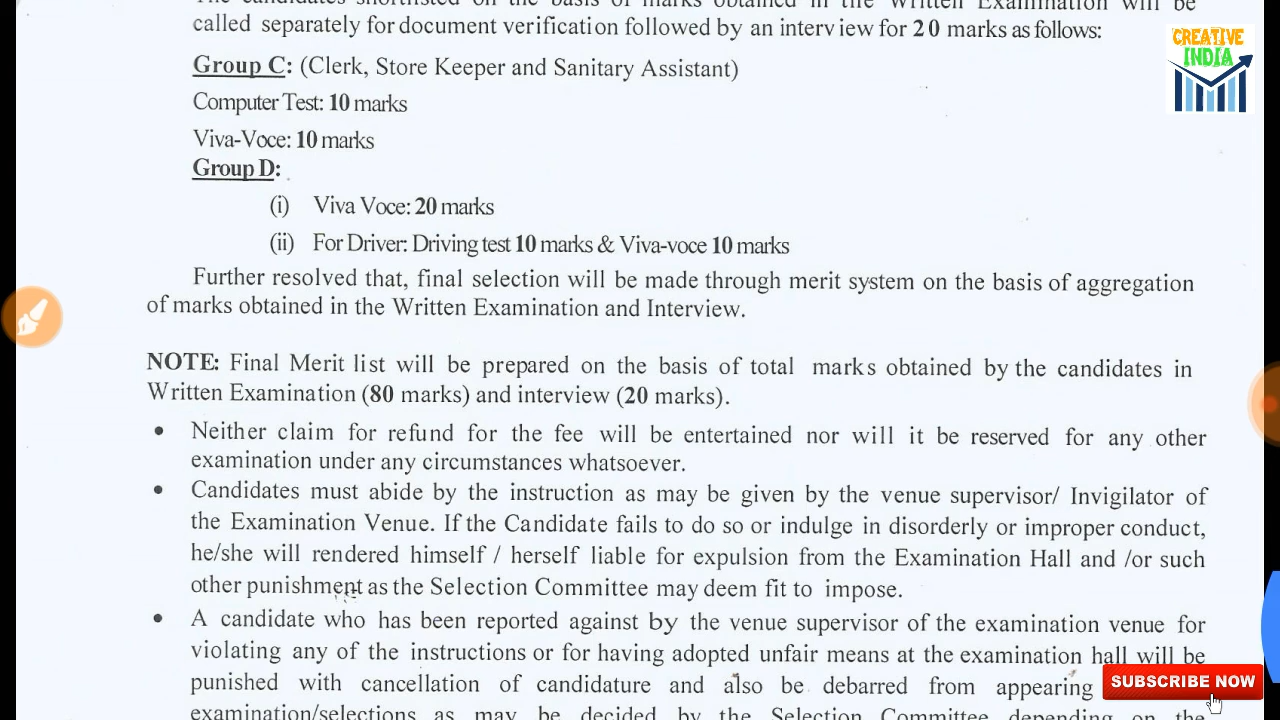 The candidates shortlisted on the basis of marks obtained in the Written Examination will be
called separately for document verification followed by an interview for 20 marks as follows:
CREATIVE
INDIA
Group C: (Clerk, Store Keeper and Sanitary Assistant)
Computer Test: 10 marks
Viva-Voce: 10 marks
Group D:
(i) Viva Voce: 20 marks
(ii) For Driver: Driving test 10 marks & Viva-voce 10 marks
Further resolved that, final selection will be made through merit system on the basis of aggregation
of marks obtained in the Written Examination and Interview.
NOTE: Final Merit list will be prepared on the basis of total marks obtained by the candidates in
Written Examination (80 marks) and interview (20 marks).
• Neither claim for refund for the fee will be entertained nor will it be reserved for any other
examination under any circumstances whatsoever.
• Candidates must abide by the instruction as may be given by the venue supervisor/ Invigilator of
the Examination Venue. If the Candidate fails to do so or indulge in disorderly or improper conduct,
he/she will rendered himself / herself liable for expulsion from the Examination Hall and /or such
other punishment as the Selection Committee may deem fit to impose.
• A candidate who has been reported against by the venue supervisor of the examination venue for
violating any of the instructions or for having adopted unfair means at the examination hall will be
punished with cancellation of candidature and also be debarred from appearing
examination/selections as may be decided by the Selection Committee depending on the
SUBSCRIBE NOW